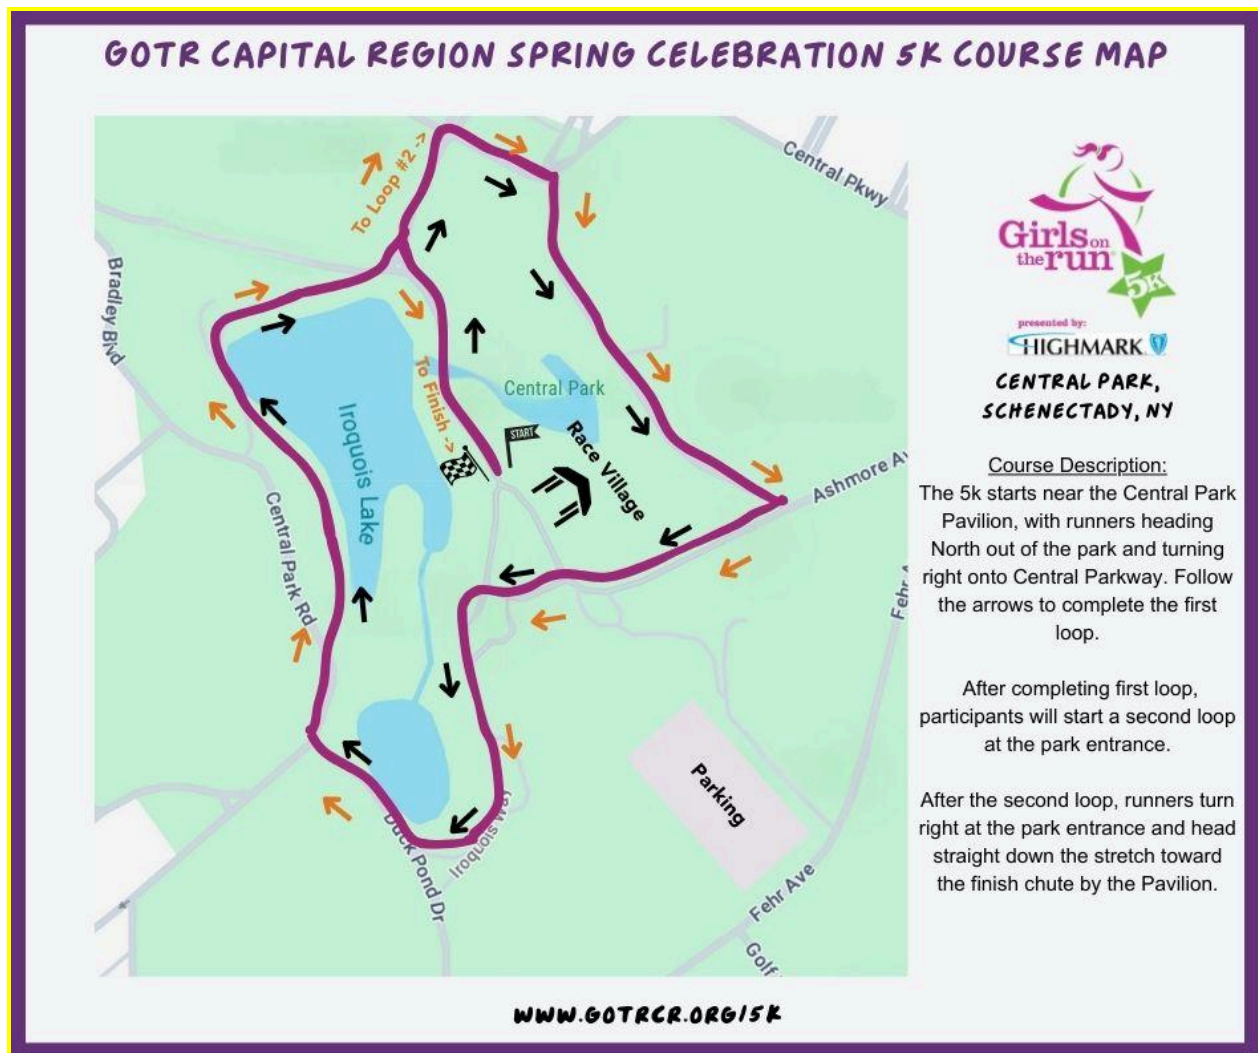 GOTR CAPITAL REGION SPRING CELEBRATION 5K COURSE MAP
To Loop #2 ->
Central Pkwy
Bradley Blvd
To Finish ->
Central Park
START
Race Village
Iroquois Lake
Ashmore Av
Central Park Rd
Fehr A
Parking
Duck Pond Dr
Iroquois Way
Fehr Ave
Golf
Girls on
the run
5K
presented by:
HIGHMARK
CENTRAL PARK,
SCHENECTADY, NY
Course Description:
The 5k starts near the Central Park
Pavilion, with runners heading
North out of the park and turning
right onto Central Parkway. Follow
the arrows to complete the first
loop.
After completing first loop,
participants will start a second loop
at the park entrance.
After the second loop, runners turn
right at the park entrance and head
straight down the stretch toward
the finish chute by the Pavilion.
WWW.GOTRCR.ORG/5K